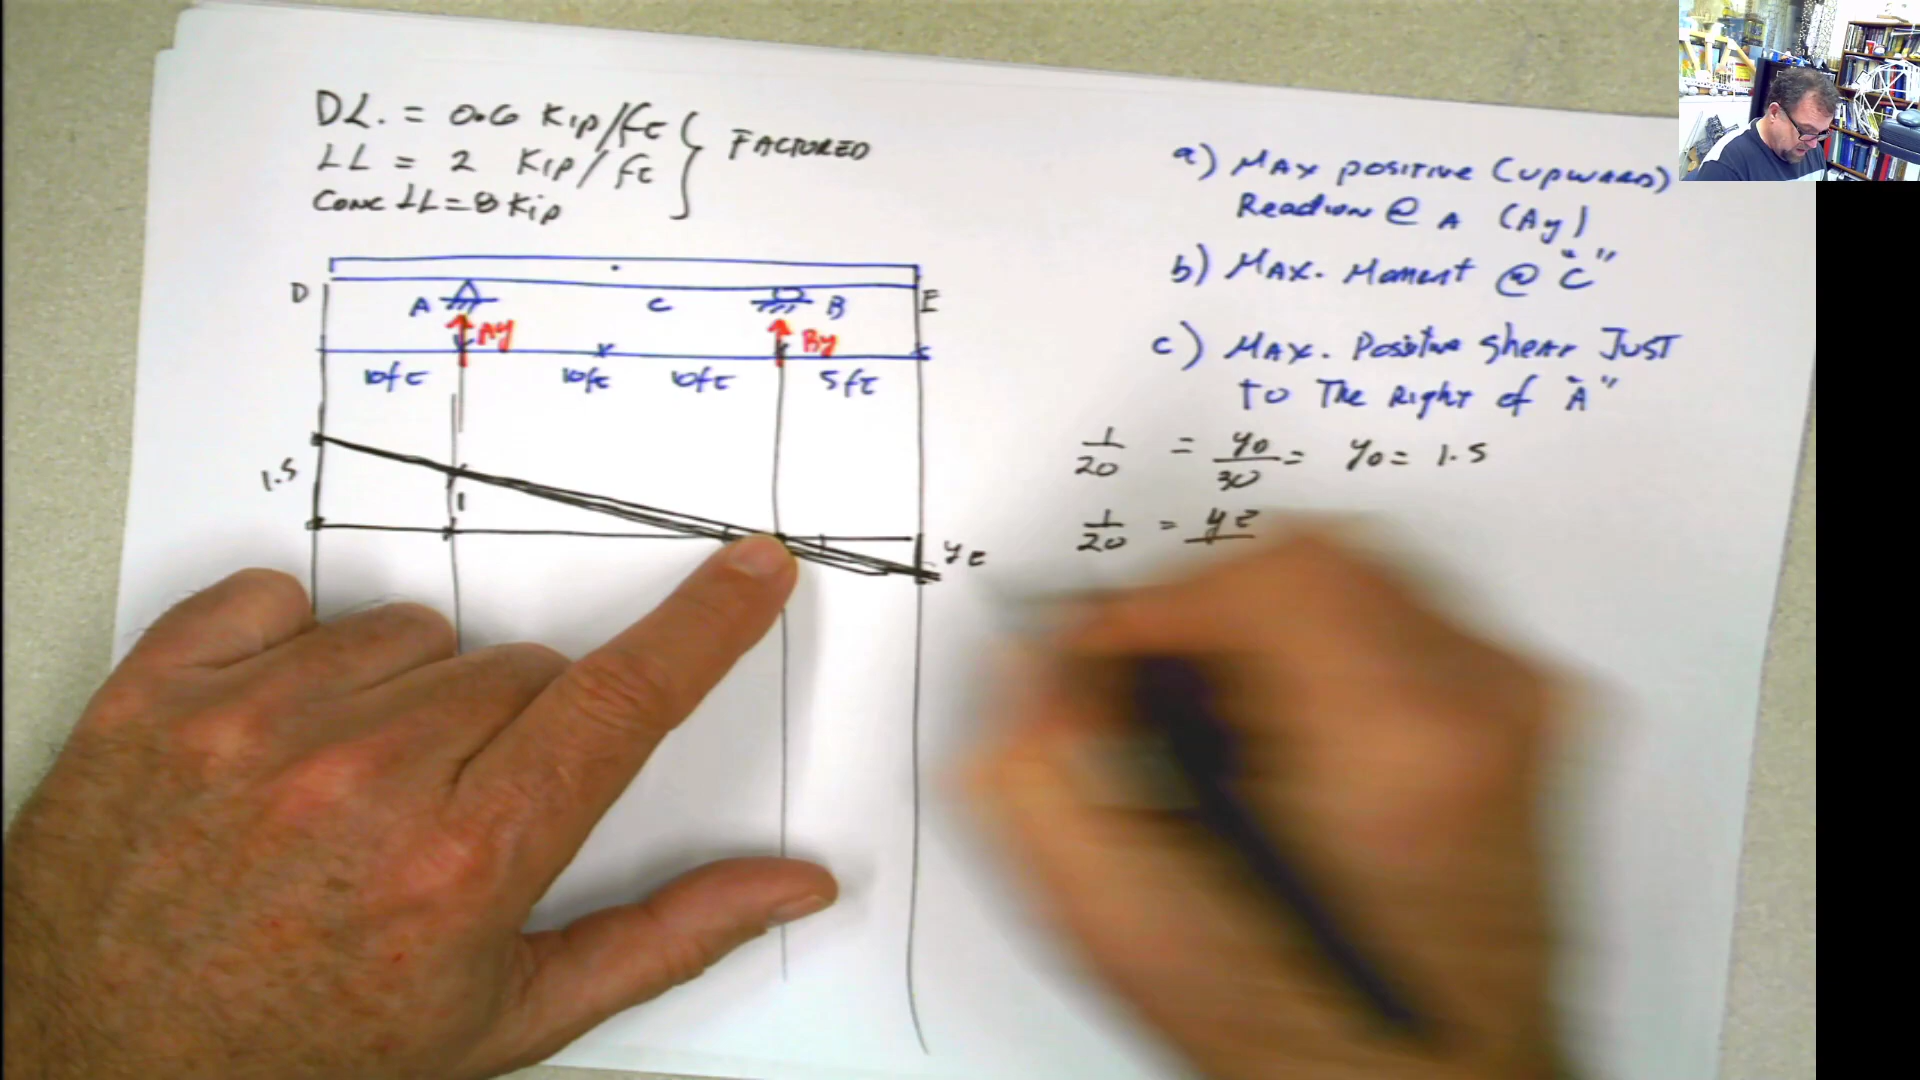 DL. = 0.6 Kip/ft
LL = 2 Kip/ft
Conc LL = 8 Kip
FACTORED
a) Max positive (upward)
Reaction @ A (Ay)
b) Max. Moment @ "C"
c) Max. Positive shear Just
to The Right of "A"
D A C B E
Ay By
10ft 10ft 10ft 5ft
1.5 1 yE
1/20 = yD/30 = yD = 1.5
1/20 = yE